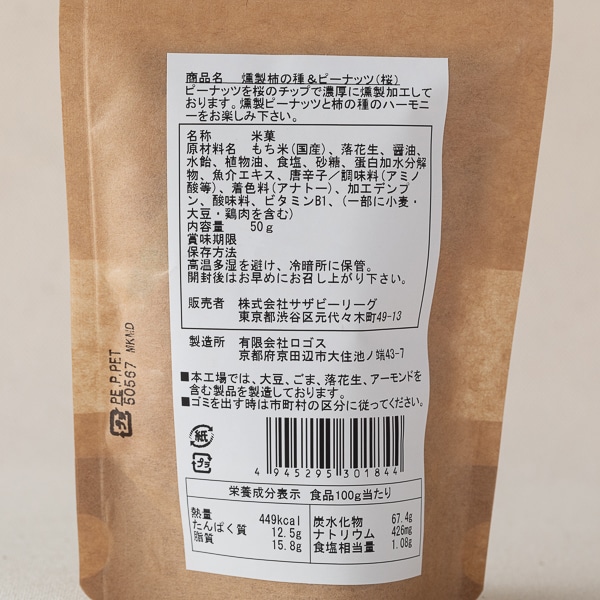 商品名　燻製柿の種&ピーナッツ(桜)
ピーナッツを桜のチップで濃厚に燻製加工して
おります。燻製ピーナッツと柿の種のハーモニ
ーをお楽しみ下さい。
名称　米菓
原材料名　もち米(国産)、落花生、醤油、
水飴、植物油、食塩、砂糖、蛋白加水分解
物、魚介エキス、唐辛子／調味料(アミノ
酸等)、着色料(アナトー)、加工デンプ
ン、酸味料、ビタミンB1、(一部に小麦・
大豆・鶏肉を含む)
内容量　50g
賞味期限
保存方法
高温多湿を避け、冷暗所に保管。
開封後はお早めにお召し上がり下さい。
販売者　株式会社サザビーリーグ
東京都渋谷区元代々木町49-13
製造所　有限会社ロゴス
京都府京田辺市大住池ノ端43-7
■本工場では、大豆、ごま、落花生、アーモンドを
含む製品を製造しております。
■ゴミを出す時は市町村の区分に従ってください。
紙
プラ
4 945295 301844
栄養成分表示　食品100g当たり
熱量　449kcal
たんぱく質　12.5g
脂質　15.8g
炭水化物　67.4g
ナトリウム　426mg
食塩相当量　1.08g
プラ
PE,P,PET
50567 MKMD